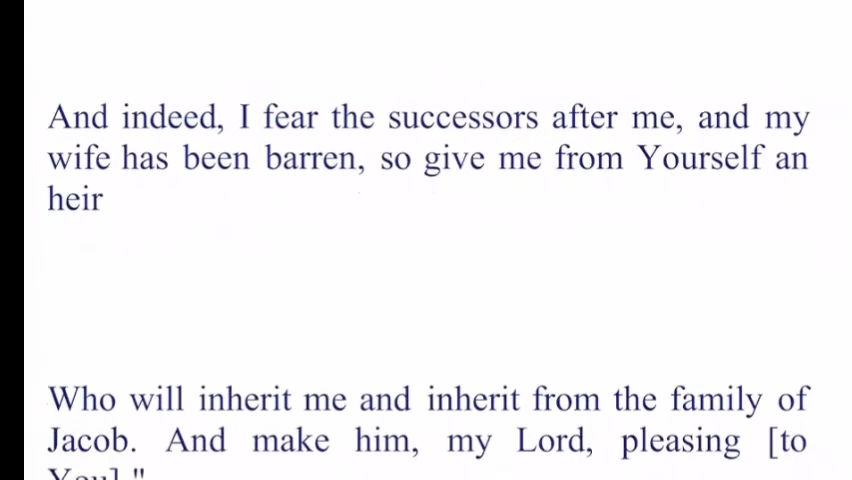 And indeed, I fear the successors after me, and my
wife has been barren, so give me from Yourself an
heir
Who will inherit me and inherit from the family of
Jacob. And make him, my Lord, pleasing [to
You]."